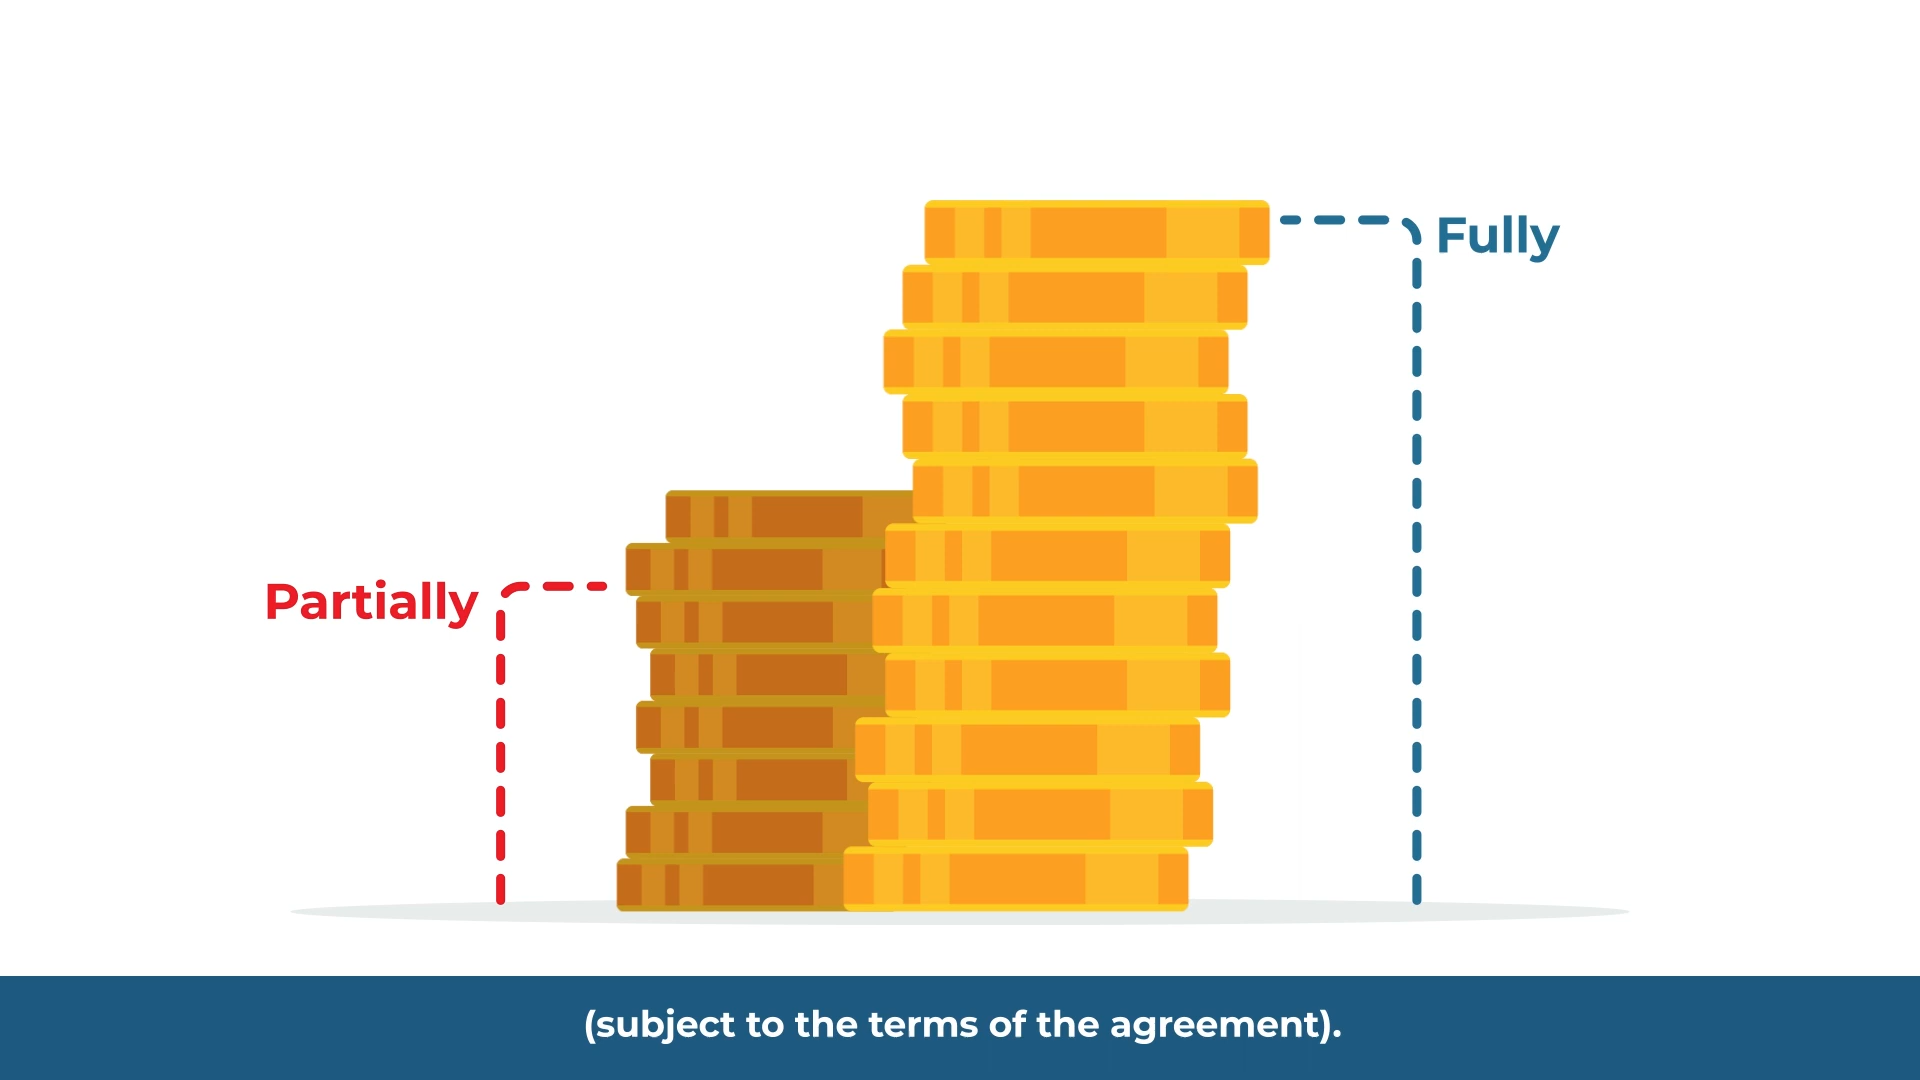 Fully
Partially
(subject to the terms of the agreement).